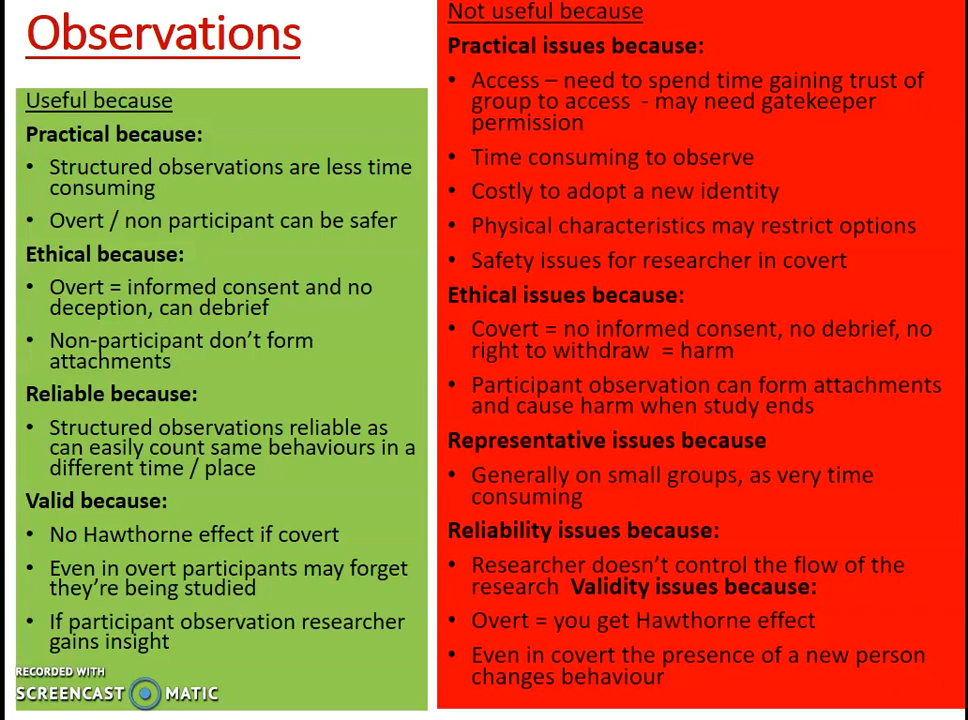 Observations
Useful because
Practical because:
• Structured observations are less time
consuming
• Overt / non participant can be safer
Ethical because:
• Overt = informed consent and no
deception, can debrief
• Non-participant don't form
attachments
Reliable because:
• Structured observations reliable as
can easily count same behaviours in a
different time / place
Valid because:
• No Hawthorne effect if covert
• Even in overt participants may forget
they're being studied
• If participant observation researcher
gains insight
RECORDED WITH
SCREENCAST MATIC
Not useful because
Practical issues because:
• Access – need to spend time gaining trust of
group to access - may need gatekeeper
permission
• Time consuming to observe
• Costly to adopt a new identity
• Physical characteristics may restrict options
• Safety issues for researcher in covert
Ethical issues because:
• Covert = no informed consent, no debrief, no
right to withdraw = harm
• Participant observation can form attachments
and cause harm when study ends
Representative issues because
• Generally on small groups, as very time
consuming
Reliability issues because:
• Researcher doesn't control the flow of the
research Validity issues because:
• Overt = you get Hawthorne effect
• Even in covert the presence of a new person
changes behaviour